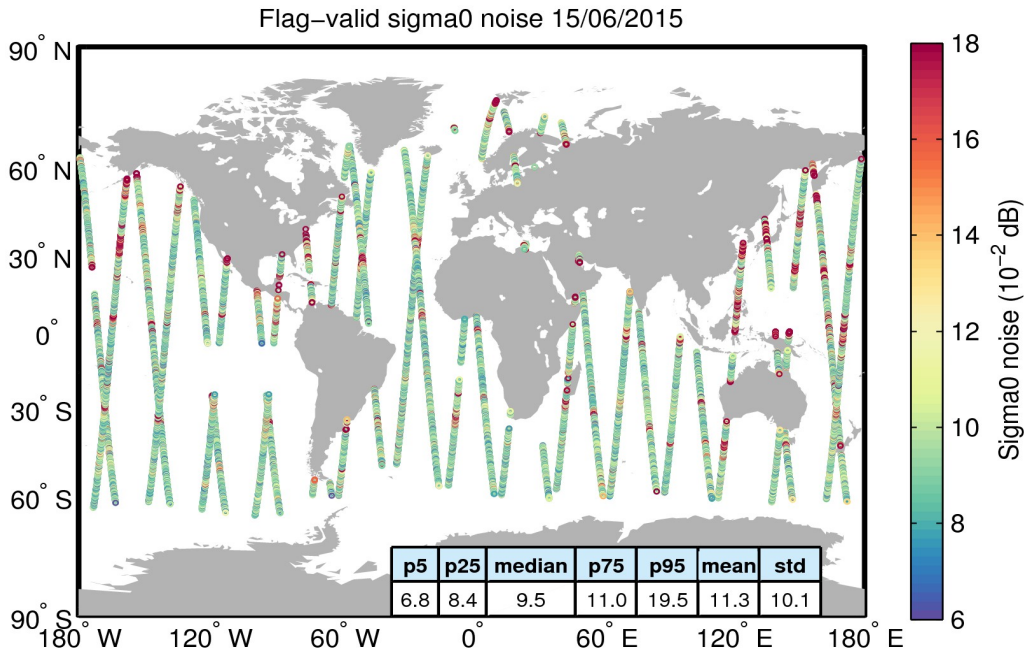 Flag−valid sigma0 noise 15/06/2015
90° N
60° N
30° N
0°
30° S
60° S
90° S
180° W 120° W 60° W 0° 60° E 120° E 180° E
p5 p25 median p75 p95 mean std
6.8 8.4 9.5 11.0 19.5 11.3 10.1
18
16
14
12
10
8
6
Sigma0 noise (10⁻² dB)